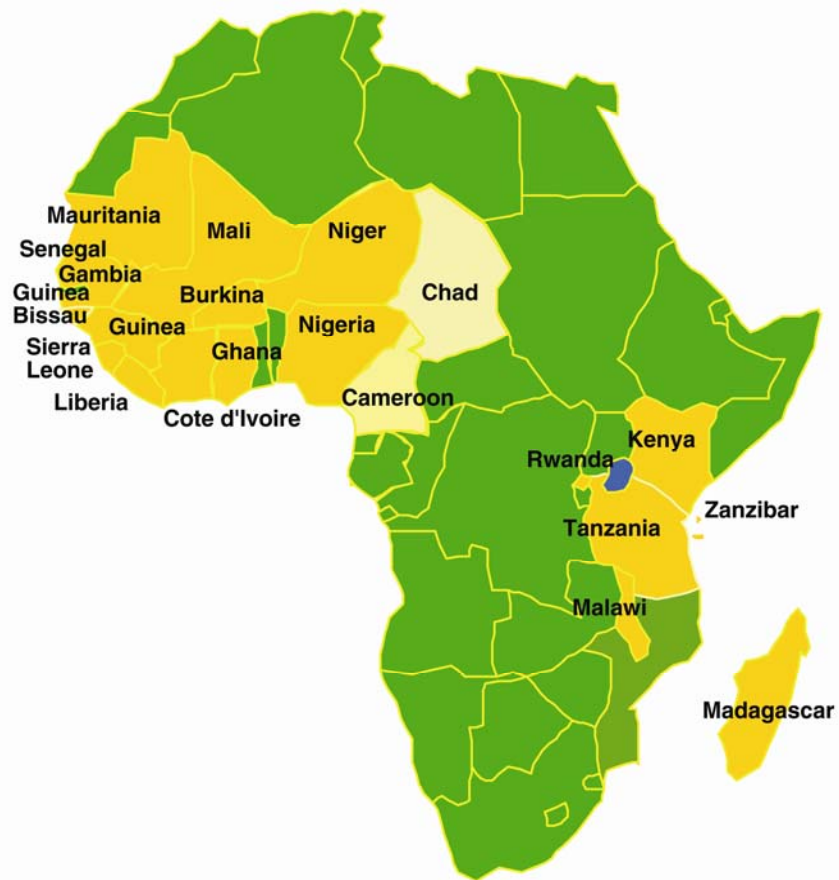 Mauritania
Mali
Niger
Senegal
Gambia
Guinea
Bissau
Burkina
Chad
Guinea
Nigeria
Sierra
Leone
Ghana
Liberia
Cameroon
Cote d'Ivoire
Kenya
Rwanda
Zanzibar
Tanzania
Malawi
Madagascar